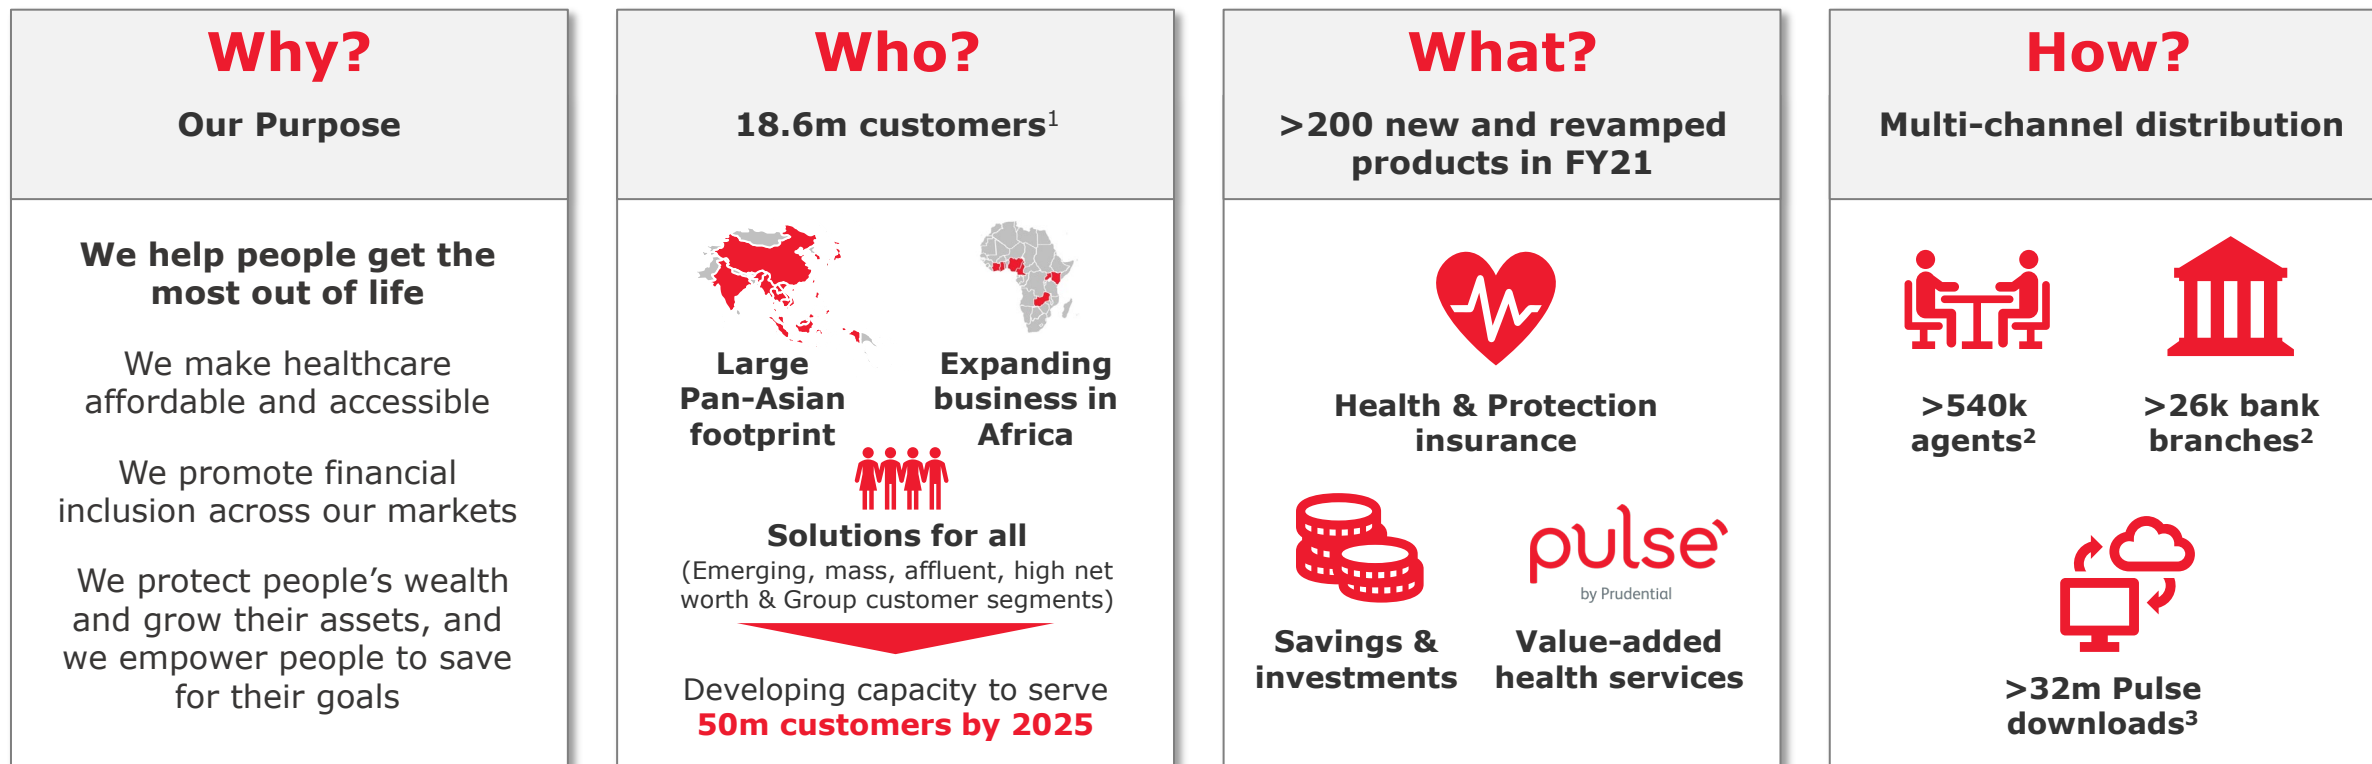 Why?
Our Purpose
We help people get the
most out of life
We make healthcare
affordable and accessible
We promote financial
inclusion across our markets
We protect people’s wealth
and grow their assets, and
we empower people to save
for their goals
Who?
18.6m customers¹
Large
Pan-Asian
footprint
Expanding
business in
Africa
Solutions for all
(Emerging, mass, affluent, high net
worth & Group customer segments)
Developing capacity to serve
50m customers by 2025
What?
>200 new and revamped
products in FY21
Health & Protection
insurance
Savings &
investments
pulse
by Prudential
Value-added
health services
How?
Multi-channel distribution
>540k
agents²
>26k bank
branches²
>32m Pulse
downloads³